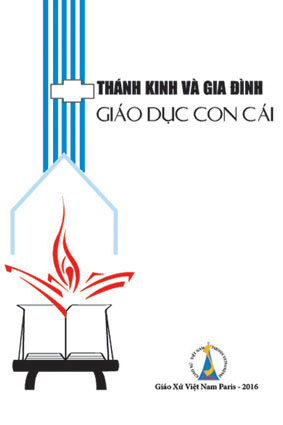 THÁNH KINH VÀ GIA ĐÌNH
GIÁO DỤC CON CÁI
Giáo Xứ Việt Nam Paris - 2016